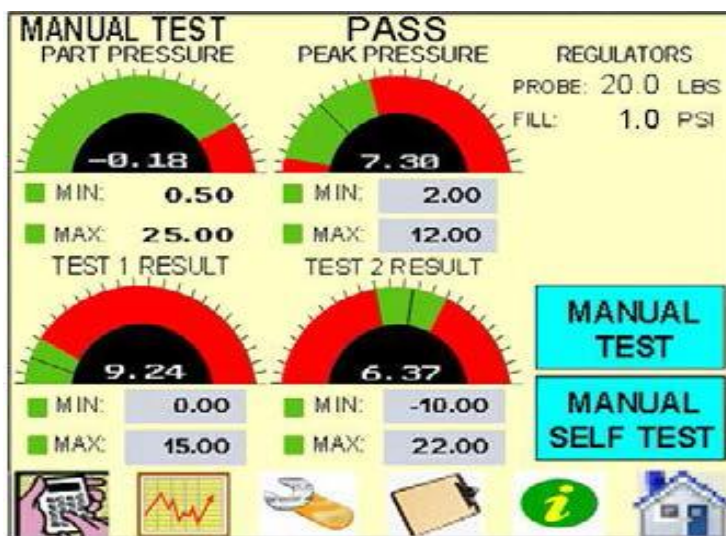 MANUAL TEST PASS
PART PRESSURE PEAK PRESSURE REGULATORS
PROBE: 20.0 LBS
FILL: 1.0 PSI
-0.18 7.30
MIN: 0.50 MIN: 2.00
MAX: 25.00 MAX: 12.00
TEST 1 RESULT TEST 2 RESULT
9.24 6.37
MANUAL
TEST
MIN: 0.00 MIN: -10.00
MAX: 15.00 MAX: 22.00
MANUAL
SELF TEST
i